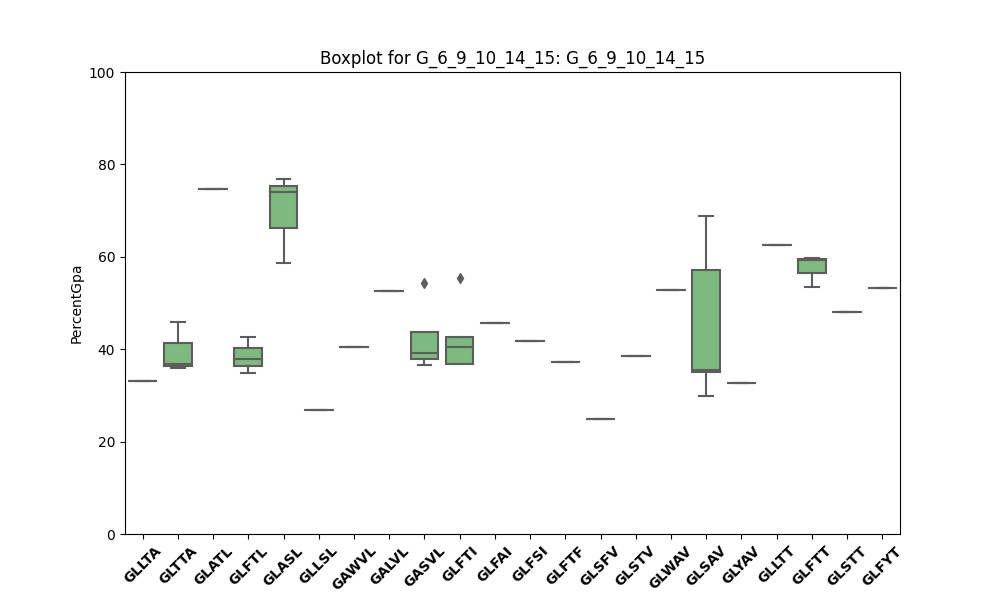 Boxplot for G_6_9_10_14_15: G_6_9_10_14_15
PercentGpa
100
80
60
40
20
0
GLLTA
GLTTA
GLATL
GLFTL
GLASL
GLLSL
GAWVL
GALVL
GASVL
GLFTI
GLFAI
GLFSI
GLFTF
GLSFV
GLSTV
GLWAV
GLSAV
GLYAV
GLLTT
GLFTT
GLSTT
GLFYT